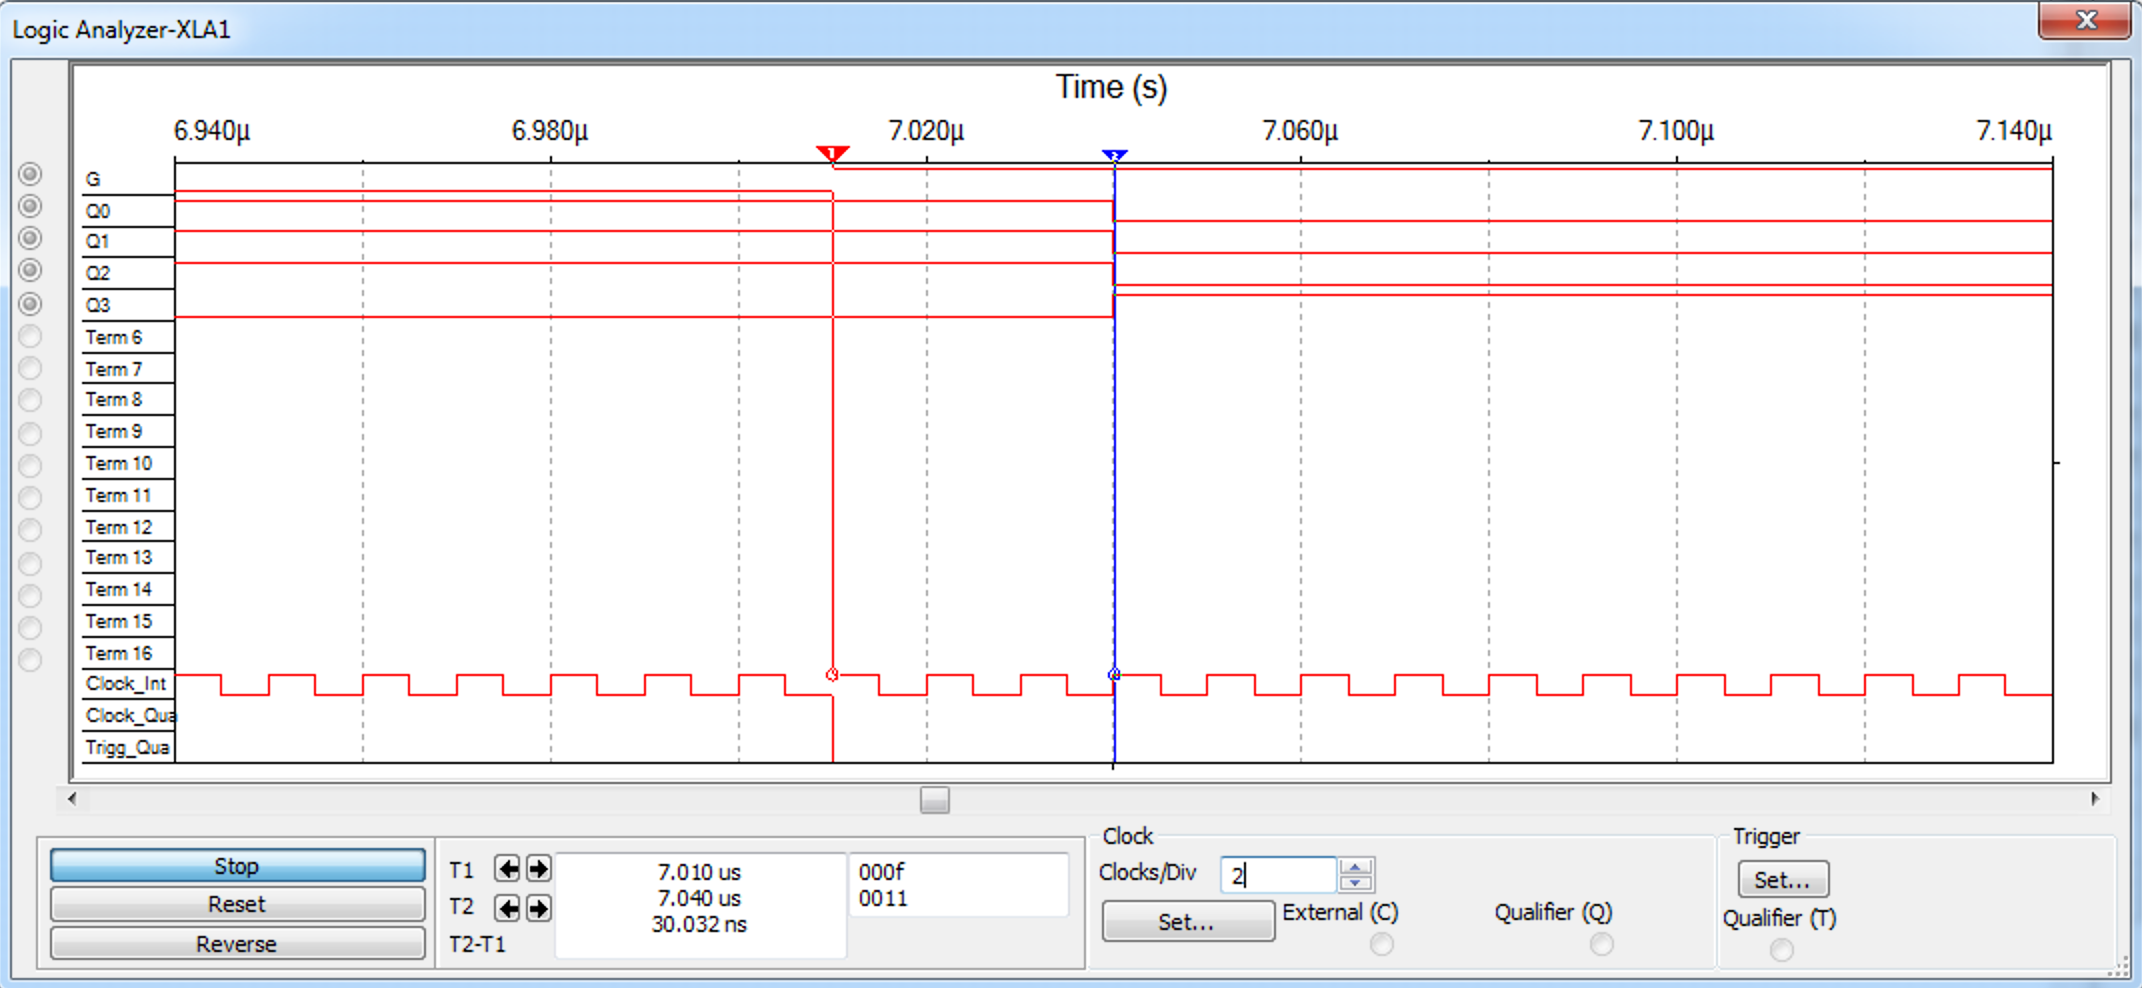 Logic Analyzer-XLA1
Time (s)
6.940µ 6.980µ 7.020µ 7.060µ 7.100µ 7.140µ
1 2
G
Q0
Q1
Q2
Q3
Term 6
Term 7
Term 8
Term 9
Term 10
Term 11
Term 12
Term 13
Term 14
Term 15
Term 16
Clock_Int
Clock_Qua
Trigg_Qua
Stop
Reset
Reverse
T1 7.010 us 000f
T2 7.040 us 0011
T2-T1 30.032 ns
Clock
Clocks/Div 2
Set... External (C) Qualifier (Q)
Trigger
Set...
Qualifier (T)